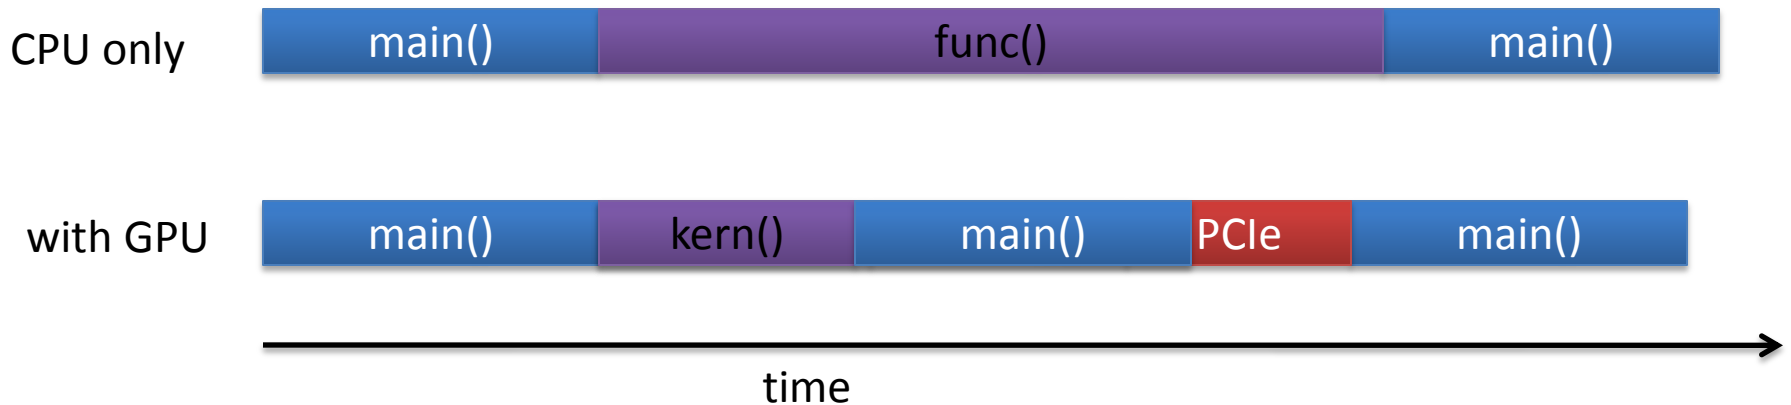 CPU only main() func() main()
with GPU main() kern() main() PCIe main()
time